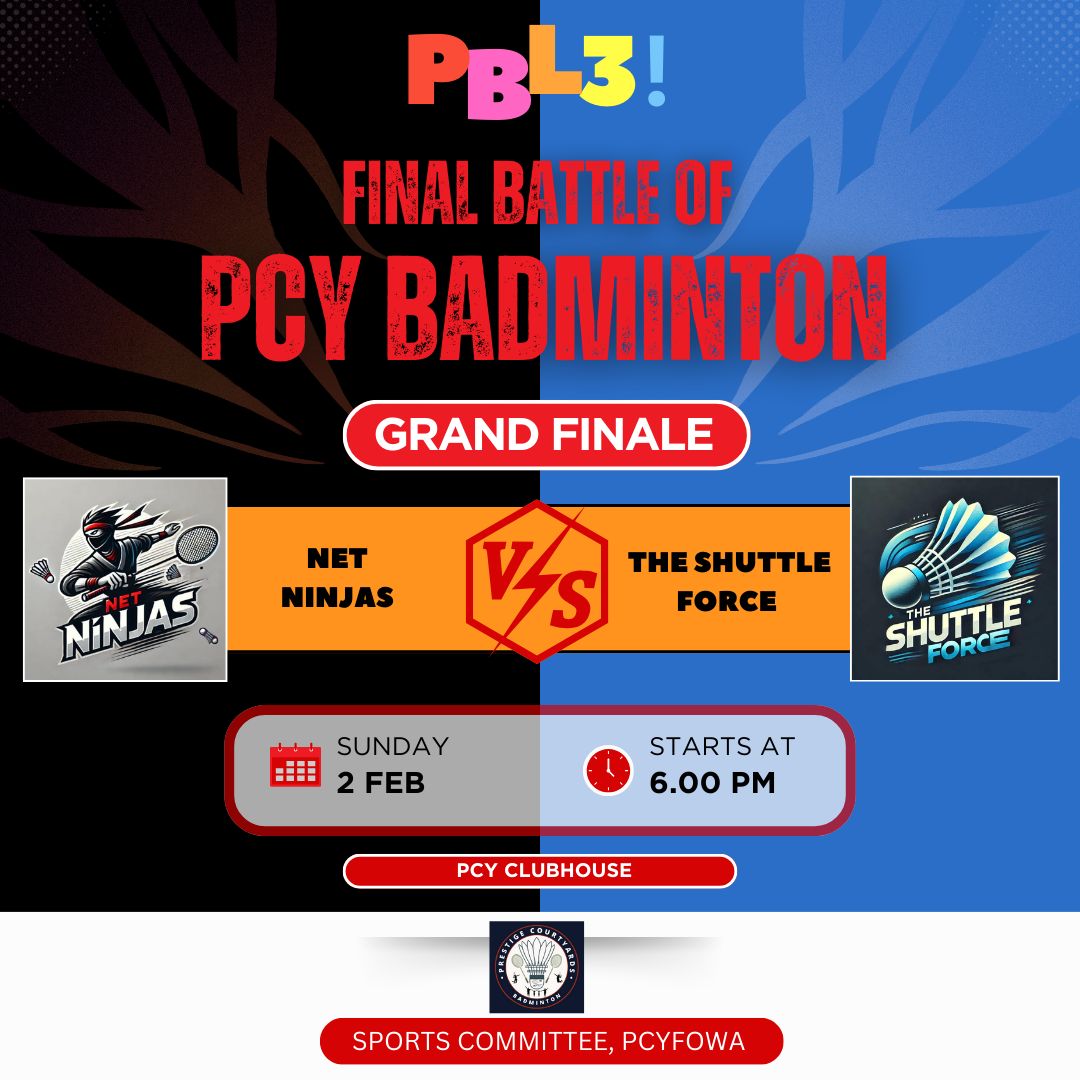 PBL3!
FINAL BATTLE OF
PCY BADMINTON
GRAND FINALE
NET
NINJAS
NET
NINJAS
VS
THE SHUTTLE
FORCE
THE
SHUTTLE
FORCE
SUNDAY
2 FEB
STARTS AT
6.00 PM
PCY CLUBHOUSE
PRESTIGE COURTYARDS
BADMINTON
SPORTS COMMITTEE, PCYFOWA